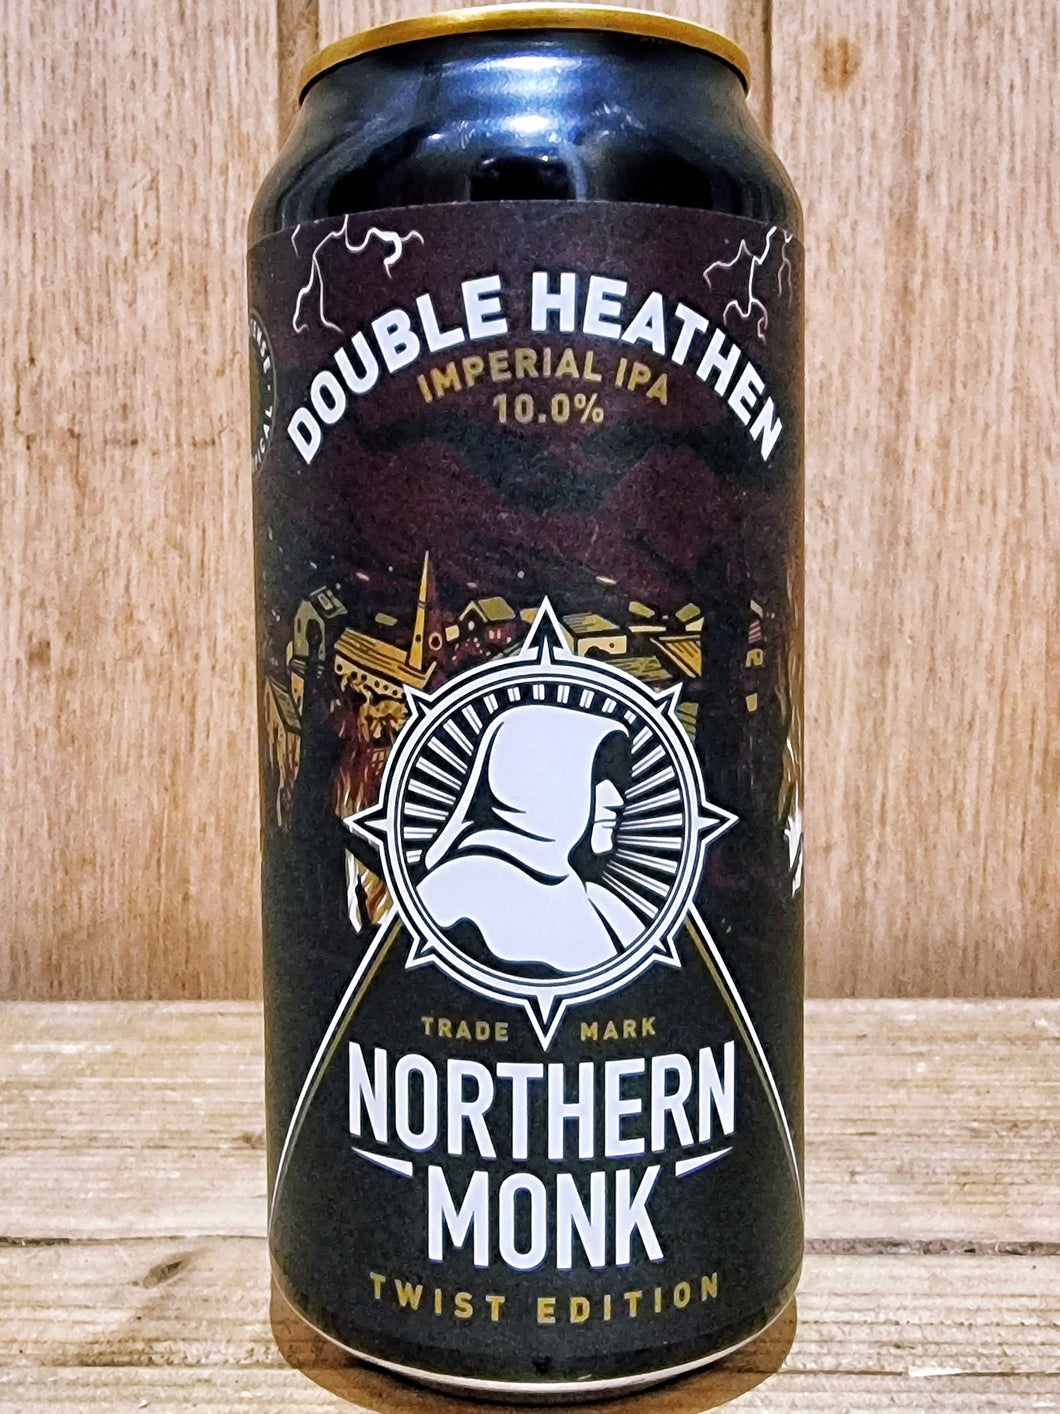 DOUBLE HEATHEN
IMPERIAL IPA
10.0%
TRADE MARK
NORTHERN
MONK
TWIST EDITION